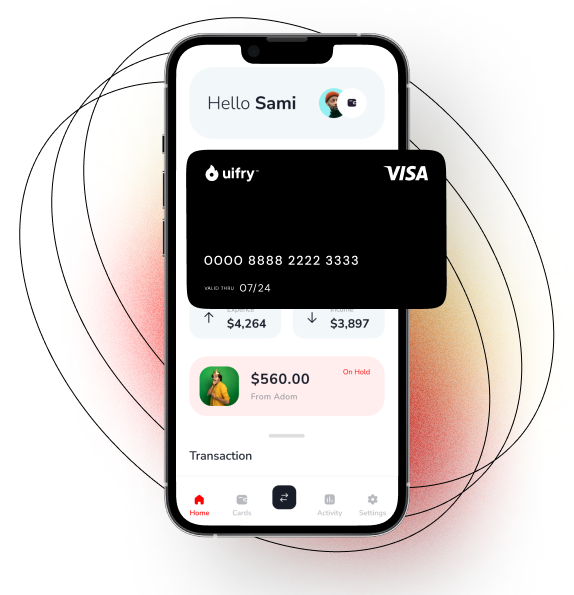 Hello Sami
uifry™
VISA
0000 8888 2222 3333
VALID THRU 07/24
Expence
$4,264
Income
$3,897
$560.00
On Hold
From Adom
Transaction
Home
Cards
Activity
Settings